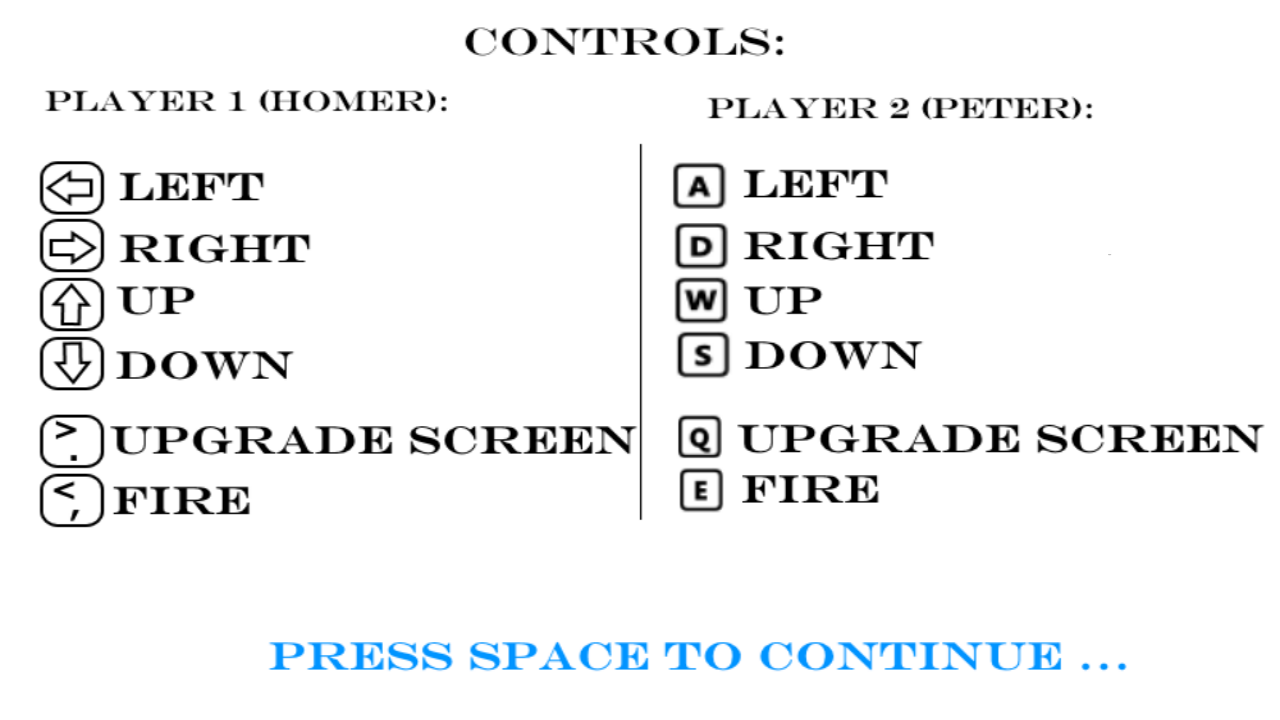 CONTROLS:
PLAYER 1 (HOMER):
LEFT
RIGHT
UP
DOWN
> . UPGRADE SCREEN
< , FIRE
PLAYER 2 (PETER):
A LEFT
D RIGHT
W UP
S DOWN
Q UPGRADE SCREEN
E FIRE
PRESS SPACE TO CONTINUE ...